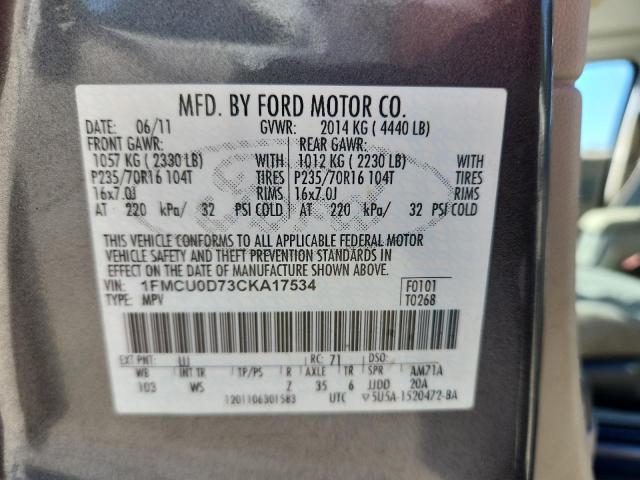 MFD. BY FORD MOTOR CO.
DATE: 06/11 GVWR: 2014 KG ( 4440 LB)
FRONT GAWR: REAR GAWR:
1057 KG ( 2330 LB) WITH 1012 KG ( 2230 LB) WITH
P235/70R16 104T TIRES P235/70R16 104T TIRES
16x7.0J RIMS 16x7.0J RIMS
AT 220 kPa/ 32 PSI COLD AT 220 kPa/ 32 PSI COLD
THIS VEHICLE CONFORMS TO ALL APPLICABLE FEDERAL MOTOR
VEHICLE SAFETY AND THEFT PREVENTION STANDARDS IN
EFFECT ON THE DATE OF MANUFACTURE SHOWN ABOVE.
VIN: 1FMCU0D73CKA17534 F0101
TYPE: MPV T0268
EXT PNT: UJ RC: 71 DSO:
WB INT TR TP/PS R AXLE TR SPR AM71A
103 WS Z 35 6 JJDD 20A
1201106301583 UTC 5U5A-1520472-BA